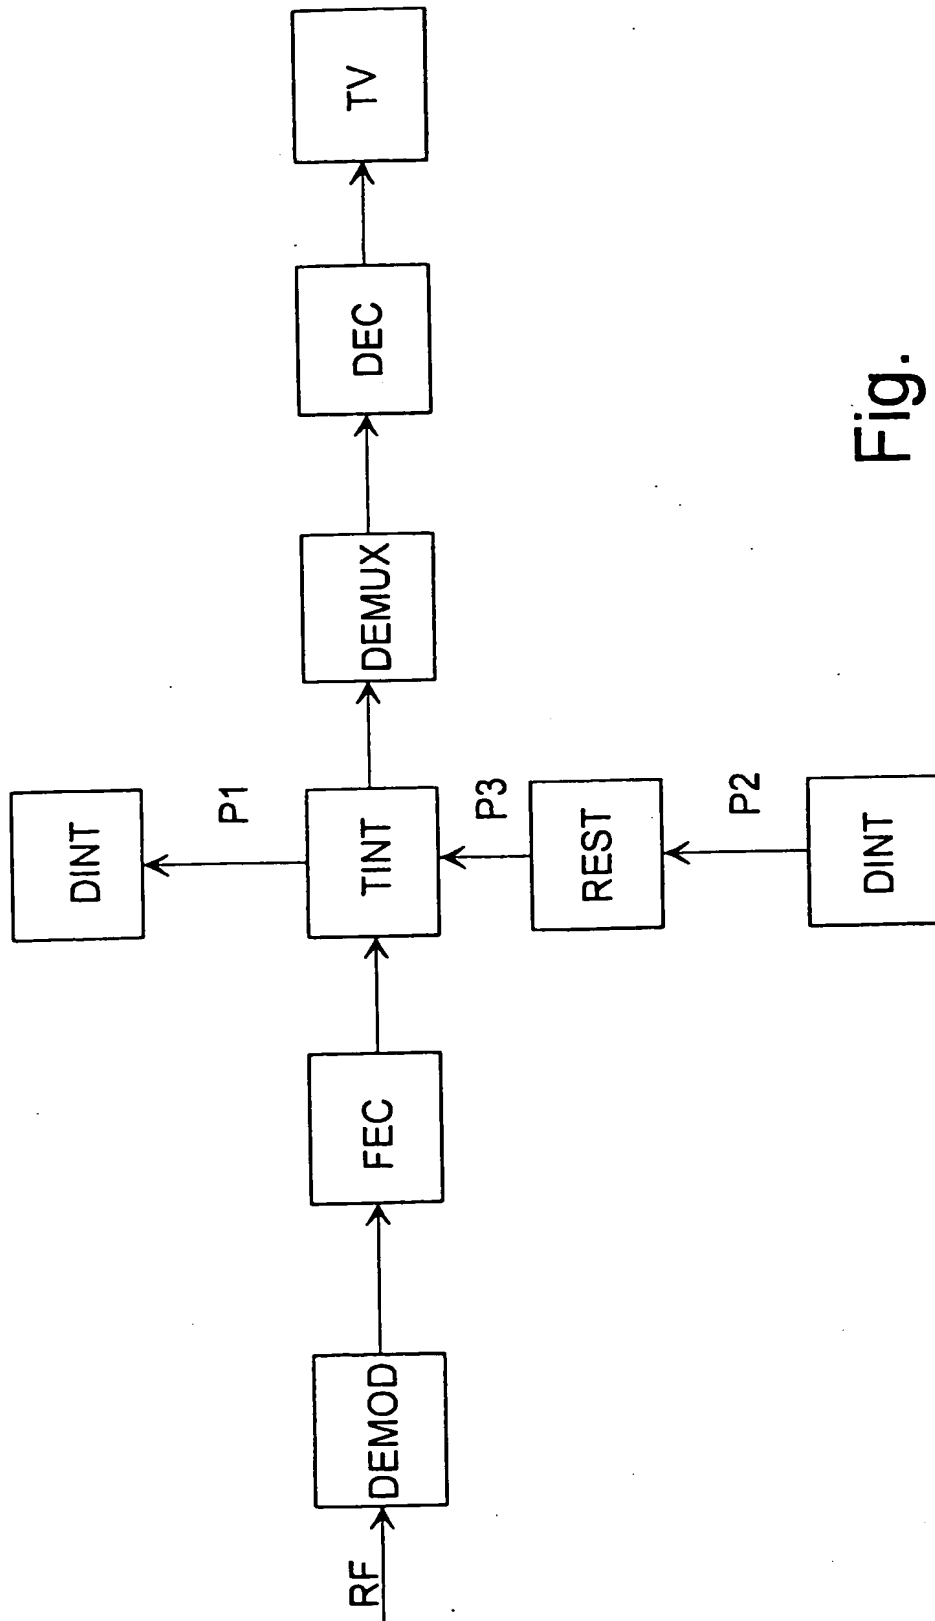 DINT
P1
RF
DEMOD
FEC
TINT
DEMUX
DEC
TV
P3
REST
P2
DINT
Fig.